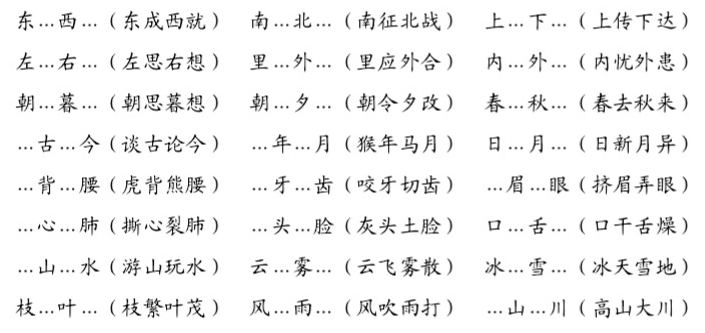 东…西…（东成西就） 南…北…（南征北战） 上…下…（上传下达）
左…右…（左思右想） 里…外…（里应外合） 内…外…（内忧外患）
朝…暮…（朝思暮想） 朝…夕…（朝令夕改） 春…秋…（春去秋来）
…古…今（谈古论今） …年…月（猴年马月） 日…月…（日新月异）
…背…腰（虎背熊腰） …牙…齿（咬牙切齿） …眉…眼（挤眉弄眼）
…心…肺（撕心裂肺） …头…脸（灰头土脸） 口…舌…（口干舌燥）
…山…水（游山玩水） 云…雾…（云飞雾散） 冰…雪…（冰天雪地）
枝…叶…（枝繁叶茂） 风…雨…（风吹雨打） …山…川（高山大川）